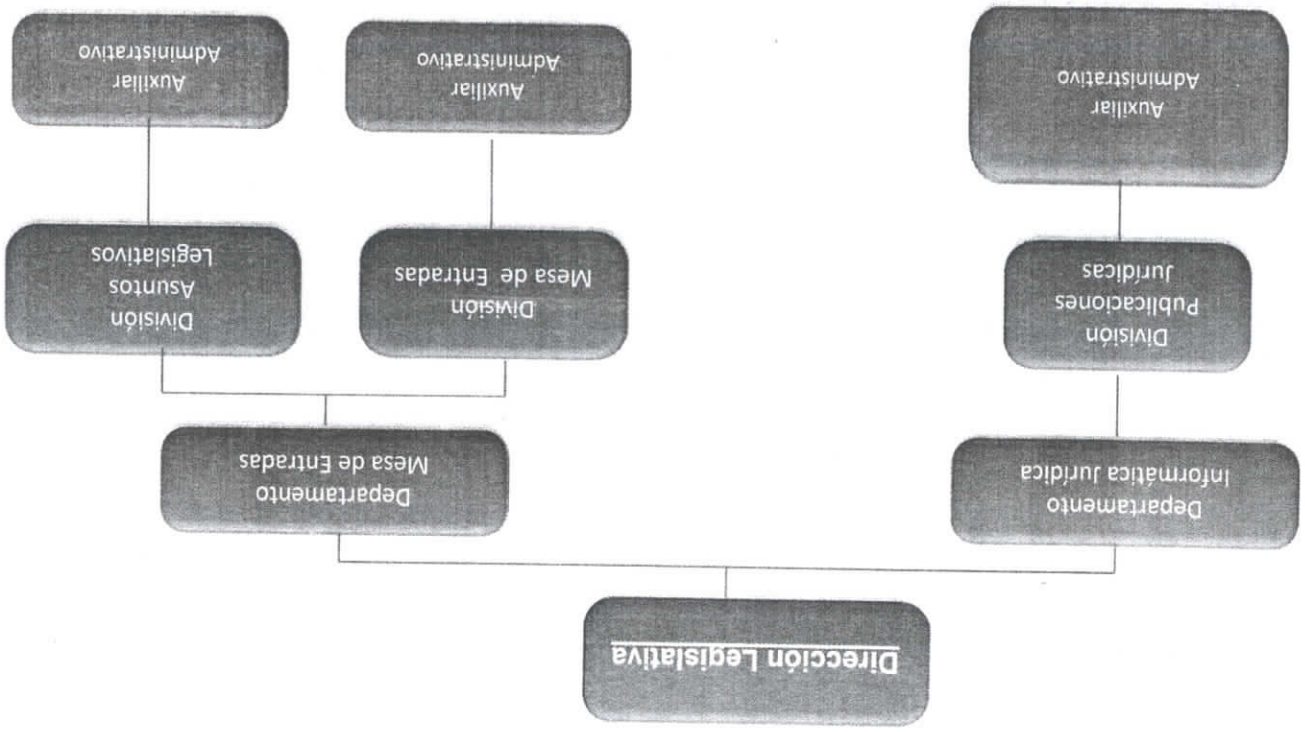 Dirección Legislativa
Departamento
Informática Jurídica
Departamento
Mesa de Entradas
División
Publicaciones
Jurídicas
División
Mesa de Entradas
División
Asuntos
Legislativos
Auxiliar
Administrativo
Auxiliar
Administrativo
Auxiliar
Administrativo